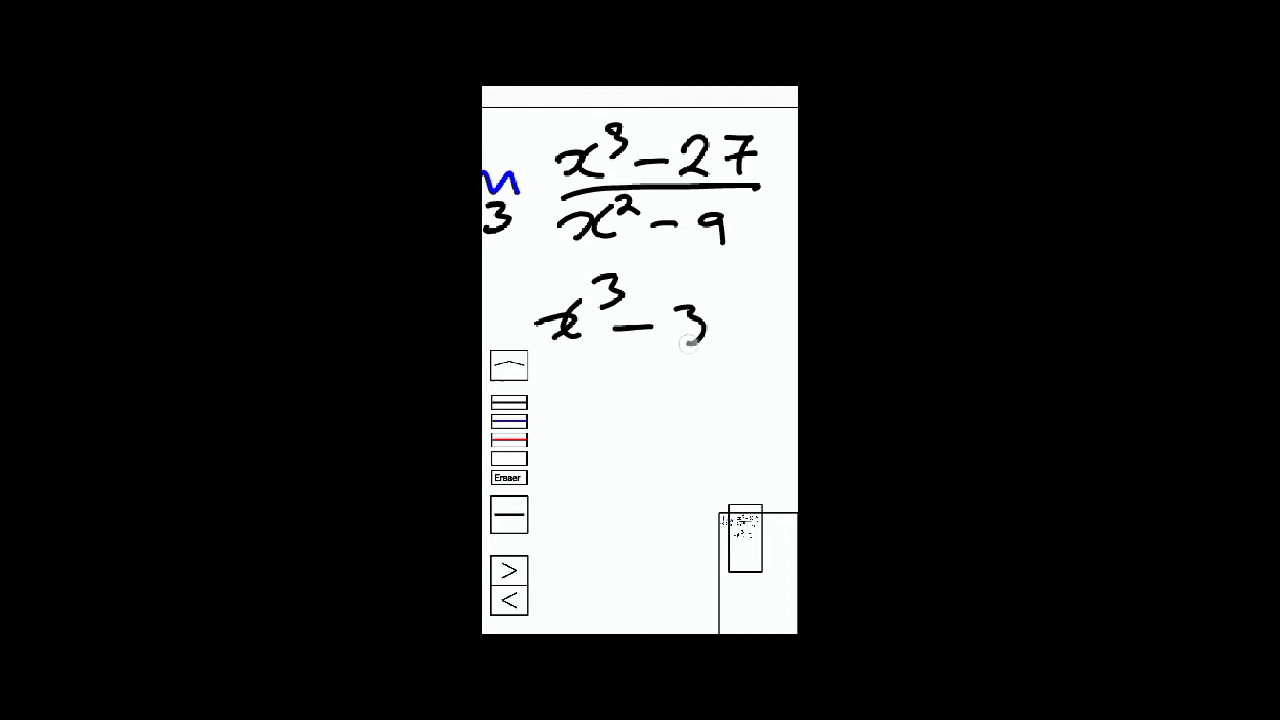 x³ - 27
x² - 9
3
x³ - 3
Eraser
>
<